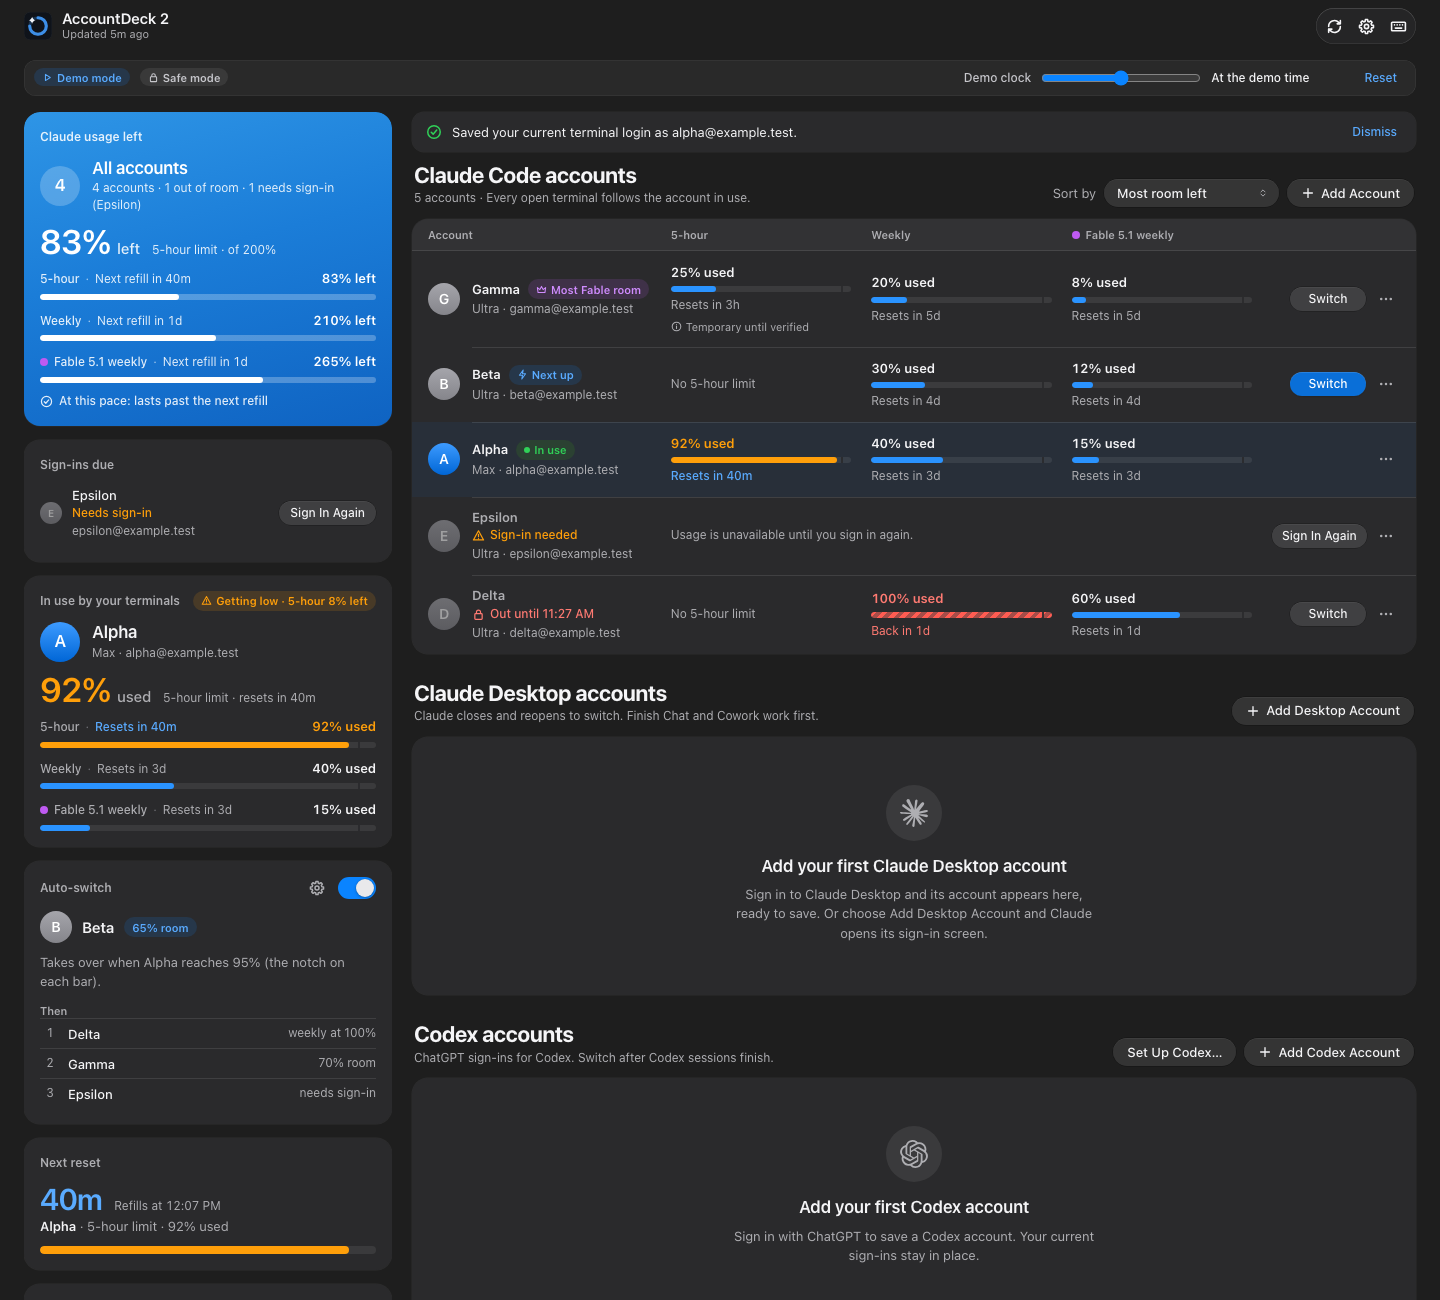 AccountDeck 2
Updated 5m ago
Demo mode
Safe mode
Demo clock
At the demo time
Reset
Claude usage left
4
All accounts
4 accounts · 1 out of room · 1 needs sign-in
(Epsilon)
83% left 5-hour limit · of 200%
5-hour · Next refill in 40m 83% left
Weekly · Next refill in 1d 210% left
Fable 5.1 weekly · Next refill in 1d 265% left
At this pace: lasts past the next refill
Sign-ins due
E
Epsilon
Needs sign-in
epsilon@example.test
Sign In Again
In use by your terminals
Getting low · 5-hour 8% left
A
Alpha
Max · alpha@example.test
92% used 5-hour limit · resets in 40m
5-hour · Resets in 40m 92% used
Weekly · Resets in 3d 40% used
Fable 5.1 weekly · Resets in 3d 15% used
Auto-switch
B
Beta
65% room
Takes over when Alpha reaches 95% (the notch on
each bar).
Then
1 Delta weekly at 100%
2 Gamma 70% room
3 Epsilon needs sign-in
Next reset
40m Refills at 12:07 PM
Alpha · 5-hour limit · 92% used
Saved your current terminal login as alpha@example.test.
Dismiss
Claude Code accounts
5 accounts · Every open terminal follows the account in use.
Sort by
Most room left
Add Account
Account 5-hour Weekly Fable 5.1 weekly
G
Gamma
Most Fable room
Ultra · gamma@example.test
25% used
Resets in 3h
Temporary until verified
20% used
Resets in 5d
8% used
Resets in 5d
Switch
B
Beta
Next up
Ultra · beta@example.test
No 5-hour limit
30% used
Resets in 4d
12% used
Resets in 4d
Switch
A
Alpha
In use
Max · alpha@example.test
92% used
Resets in 40m
40% used
Resets in 3d
15% used
Resets in 3d
E
Epsilon
Sign-in needed
Ultra · epsilon@example.test
Usage is unavailable until you sign in again.
Sign In Again
D
Delta
Out until 11:27 AM
Ultra · delta@example.test
No 5-hour limit
100% used
Back in 1d
60% used
Resets in 1d
Switch
Claude Desktop accounts
Claude closes and reopens to switch. Finish Chat and Cowork work first.
Add Desktop Account
Add your first Claude Desktop account
Sign in to Claude Desktop and its account appears here,
ready to save. Or choose Add Desktop Account and Claude
opens its sign-in screen.
Codex accounts
ChatGPT sign-ins for Codex. Switch after Codex sessions finish.
Set Up Codex...
Add Codex Account
Add your first Codex account
Sign in with ChatGPT to save a Codex account. Your current
sign-ins stay in place.